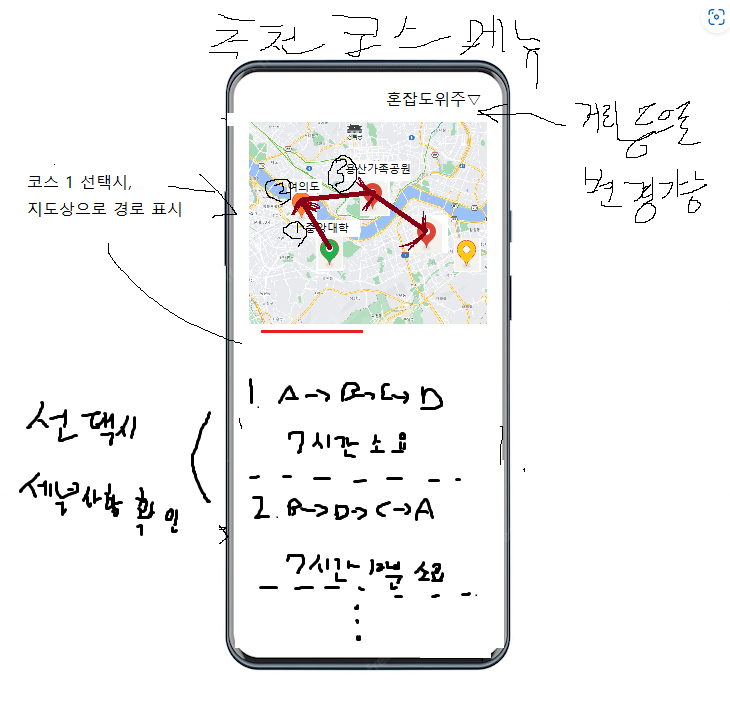 추천 코스 메뉴
혼잡도위주▽
거리 등으로
변경가능
코스 1 선택시,
지도상으로 경로 표시
3
용산가족공원
2
여의도
1
중앙대학
선택시
세부사항 확인
1. A→B→C→D
7시간 소요
2. B→D→C→A
7시간 12분 소요